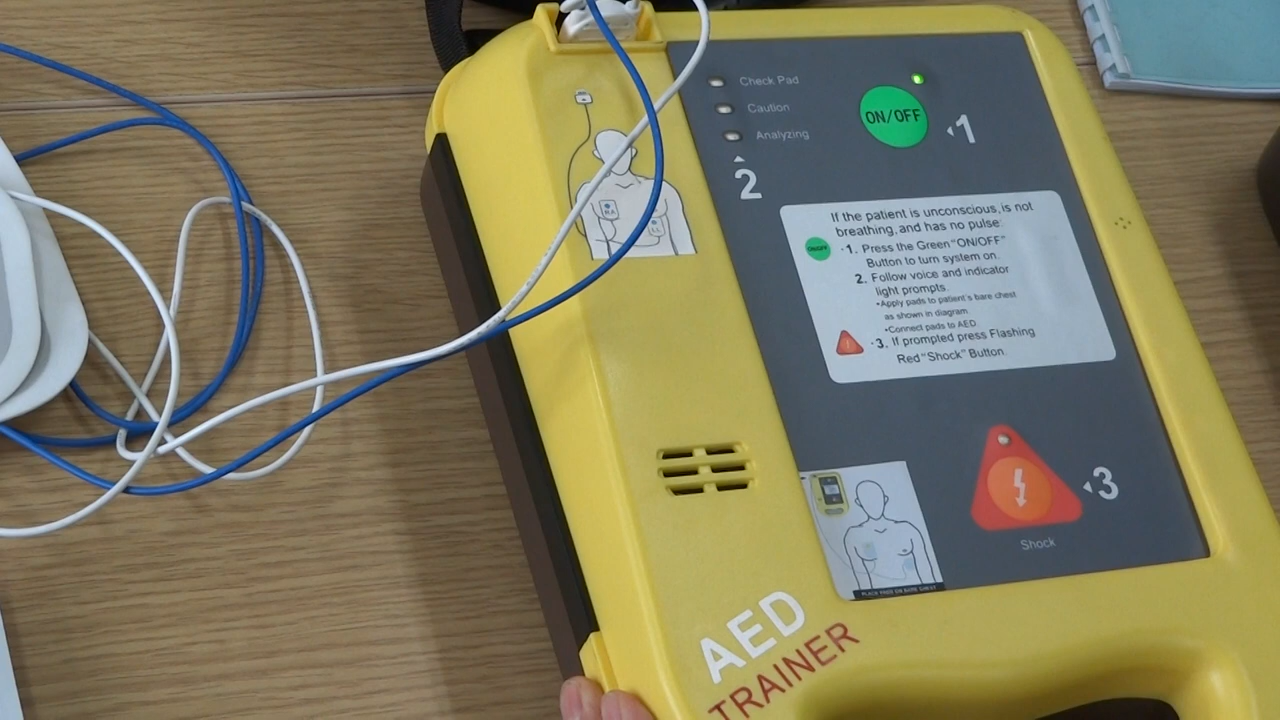 Check Pad
Caution
Analyzing
ON/OFF
1
2
If the patient is unconscious, is not
breathing, and has no pulse:
ON/OFF
1. Press the Green "ON/OFF"
Button to turn system on.
2. Follow voice and indicator
light prompts.
•Apply pads to patient's bare chest
as shown in diagram.
•Connect pads to AED
3. If prompted press Flashing
Red "Shock" Button.
3
Shock
AED
TRAINER